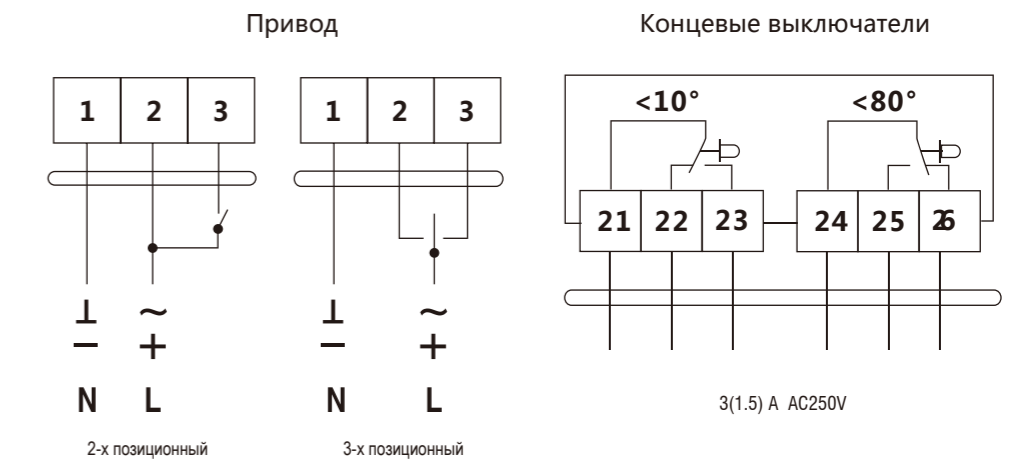 Привод
Концевые выключатели
1 2 3
1 2 3
<10° <80°
21 22 23 24 25 26
⊥ ~
− +
N L
2-х позиционный
⊥ ~
− +
N L
3-х позиционный
3(1.5) A AC250V